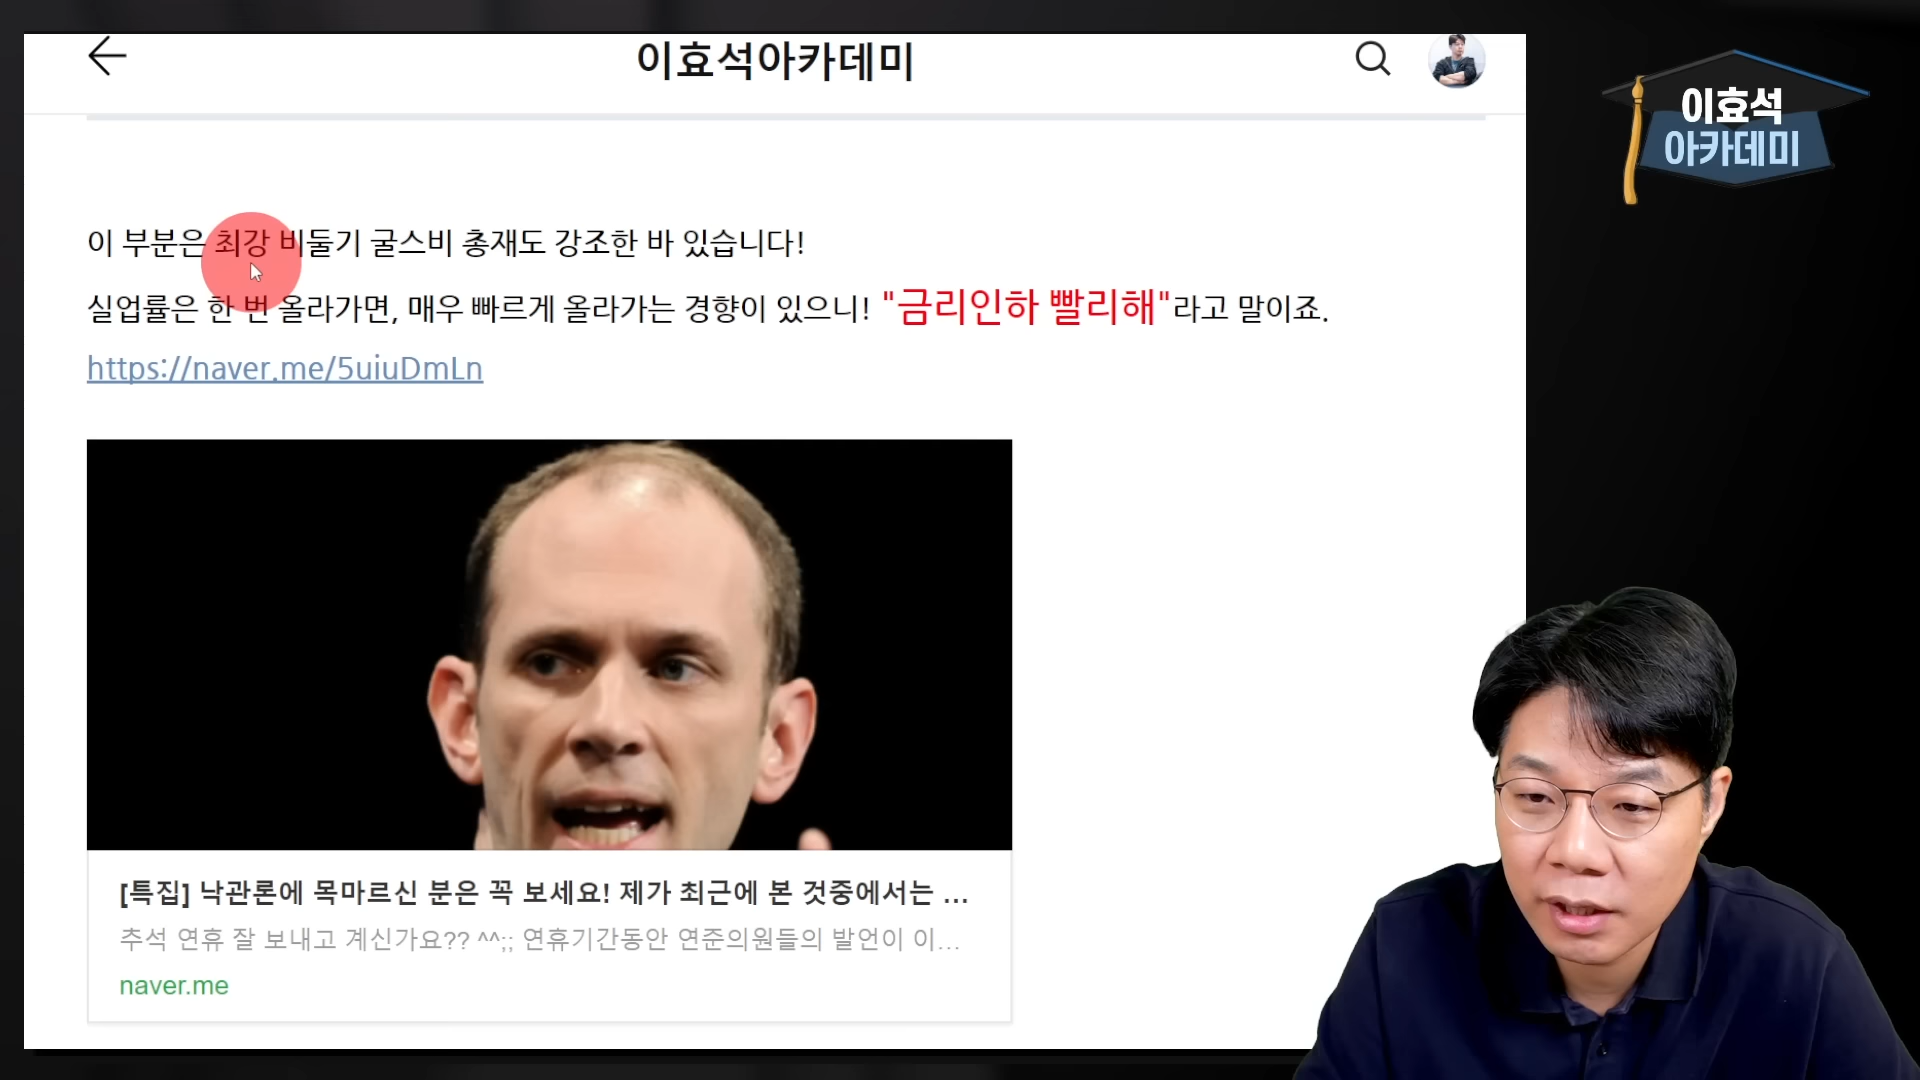 이효석아카데미
이효석
아카데미
이 부분은 최강 비둘기 굴스비 총재도 강조한 바 있습니다!
실업률은 한 번 올라가면, 매우 빠르게 올라가는 경향이 있으니! "금리인하 빨리해"라고 말이죠.
https://naver.me/5uiuDmLn
[특집] 낙관론에 목마르신 분은 꼭 보세요! 제가 최근에 본 것중에서는 ...
추석 연휴 잘 보내고 계신가요?? ^^;; 연휴기간동안 연준의원들의 발언이 이...
naver.me